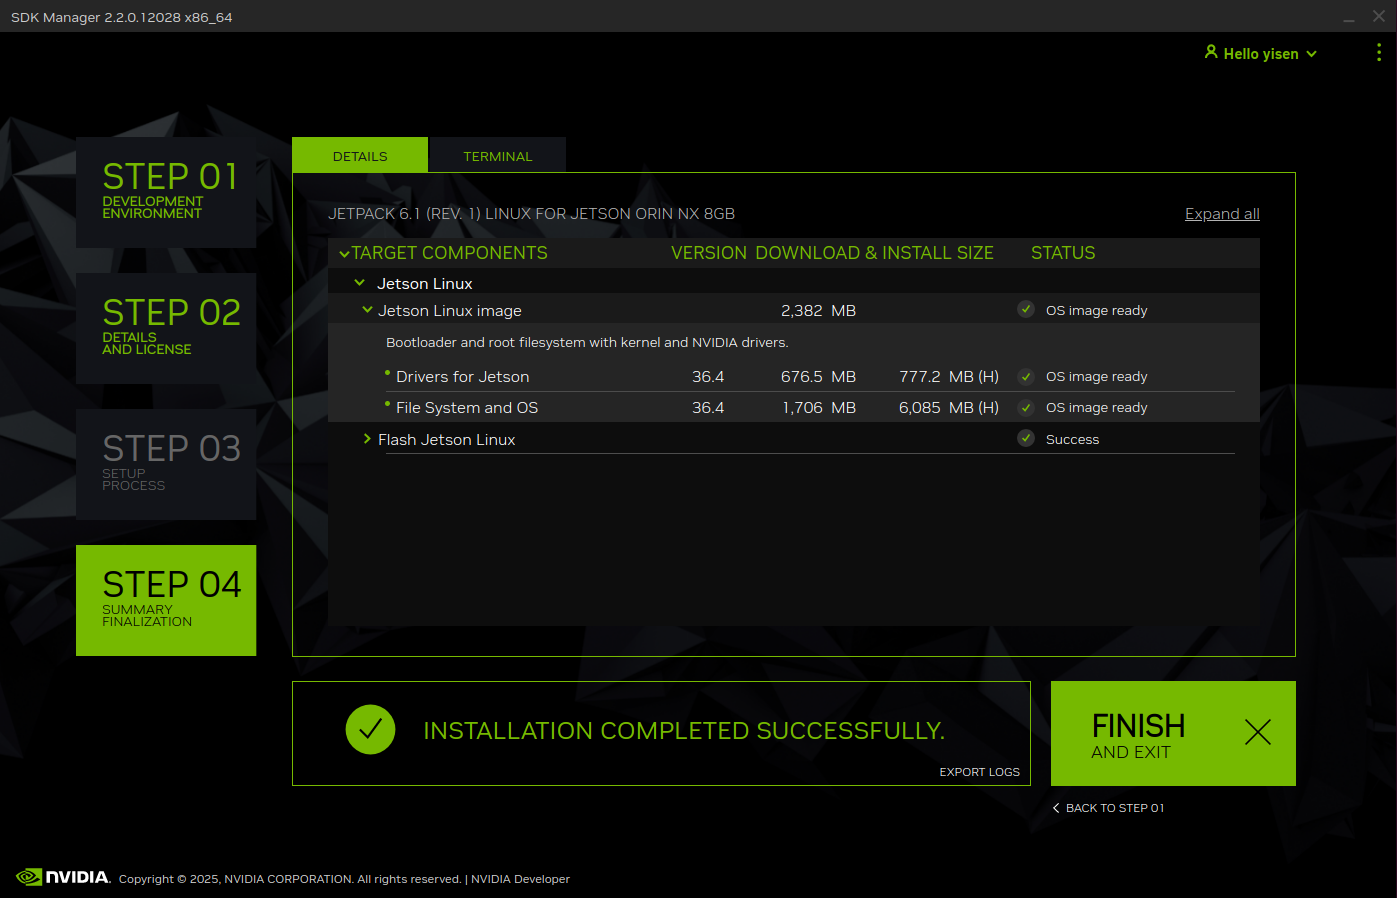 SDK Manager 2.2.0.12028 x86_64
Hello yisen
STEP 01
DEVELOPMENT
ENVIRONMENT
STEP 02
DETAILS
AND LICENSE
STEP 03
SETUP
PROCESS
STEP 04
SUMMARY
FINALIZATION
DETAILS TERMINAL
JETPACK 6.1 (REV. 1) LINUX FOR JETSON ORIN NX 8GB Expand all
TARGET COMPONENTS VERSION DOWNLOAD & INSTALL SIZE STATUS
Jetson Linux
Jetson Linux image 2,382 MB OS image ready
Bootloader and root filesystem with kernel and NVIDIA drivers.
Drivers for Jetson 36.4 676.5 MB 777.2 MB (H) OS image ready
File System and OS 36.4 1,706 MB 6,085 MB (H) OS image ready
Flash Jetson Linux Success
INSTALLATION COMPLETED SUCCESSFULLY.
EXPORT LOGS
FINISH
AND EXIT
BACK TO STEP 01
NVIDIA. Copyright © 2025, NVIDIA CORPORATION. All rights reserved. | NVIDIA Developer